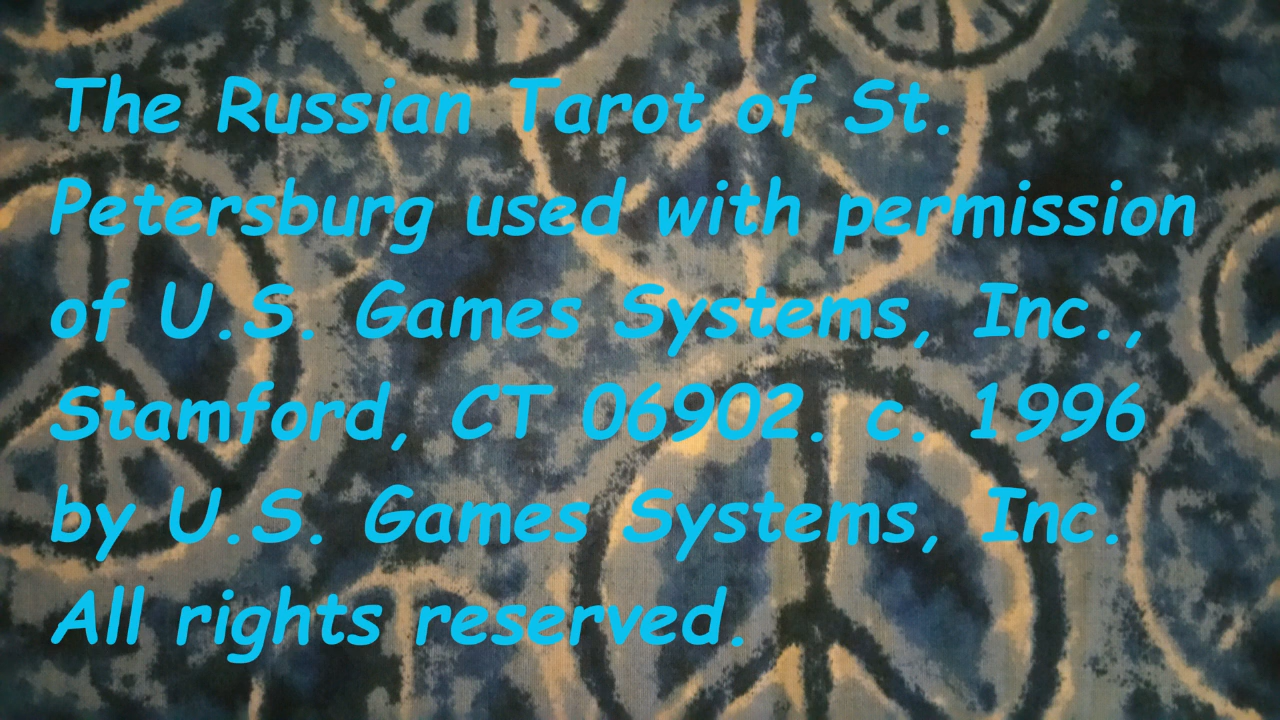 The Russian Tarot of St.
Petersburg used with permission
of U.S. Games Systems, Inc.,
Stamford, CT 06902. c. 1996
by U.S. Games Systems, Inc.
All rights reserved.